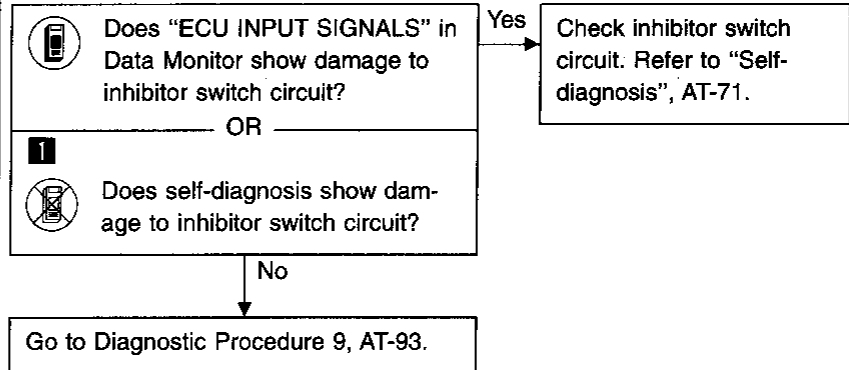 Does “ECU INPUT SIGNALS” in
Data Monitor show damage to
inhibitor switch circuit?
OR
1
Does self-diagnosis show dam-
age to inhibitor switch circuit?
Yes
Check inhibitor switch
circuit. Refer to “Self-
diagnosis”, AT-71.
No
Go to Diagnostic Procedure 9, AT-93.